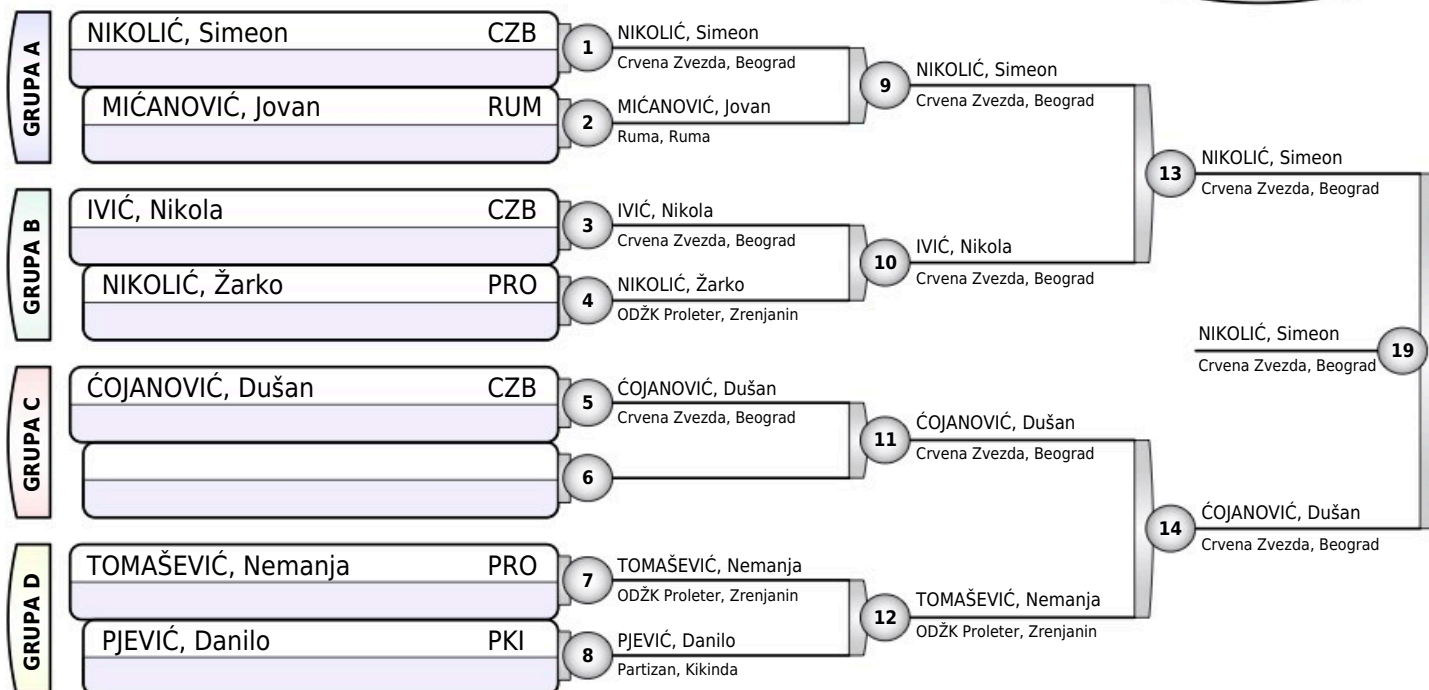 GRUPA A
NIKOLIĆ, Simeon CZB
MIĆANOVIĆ, Jovan RUM
GRUPA B
IVIĆ, Nikola CZB
NIKOLIĆ, Žarko PRO
GRUPA C
ĆOJANOVIĆ, Dušan CZB
GRUPA D
TOMAŠEVIĆ, Nemanja PRO
PJEVIĆ, Danilo PKI
1
NIKOLIĆ, Simeon
Crvena Zvezda, Beograd
2
MIĆANOVIĆ, Jovan
Ruma, Ruma
3
IVIĆ, Nikola
Crvena Zvezda, Beograd
4
NIKOLIĆ, Žarko
ODŽK Proleter, Zrenjanin
5
ĆOJANOVIĆ, Dušan
Crvena Zvezda, Beograd
6
7
TOMAŠEVIĆ, Nemanja
ODŽK Proleter, Zrenjanin
8
PJEVIĆ, Danilo
Partizan, Kikinda
9
NIKOLIĆ, Simeon
Crvena Zvezda, Beograd
10
IVIĆ, Nikola
Crvena Zvezda, Beograd
11
ĆOJANOVIĆ, Dušan
Crvena Zvezda, Beograd
12
TOMAŠEVIĆ, Nemanja
ODŽK Proleter, Zrenjanin
13
NIKOLIĆ, Simeon
Crvena Zvezda, Beograd
14
ĆOJANOVIĆ, Dušan
Crvena Zvezda, Beograd
NIKOLIĆ, Simeon
Crvena Zvezda, Beograd
19